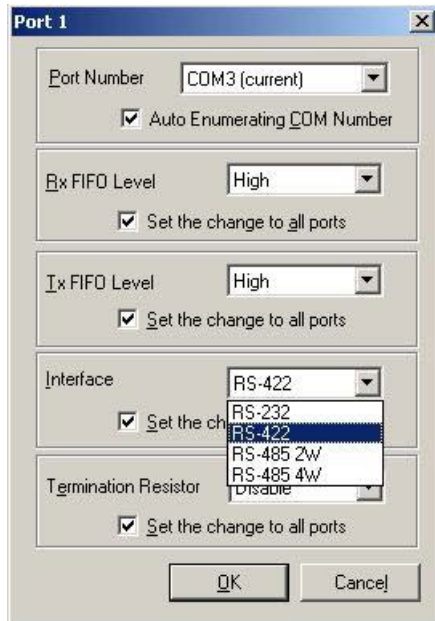 Port 1
Port Number COM3 (current)
Auto Enumerating COM Number
Rx FIFO Level High
Set the change to all ports
Tx FIFO Level High
Set the change to all ports
Interface RS-422
RS-232
Set the ch RS-422
RS-485 2W
RS-485 4W
Termination Resistor Disable
Set the change to all ports
OK Cancel